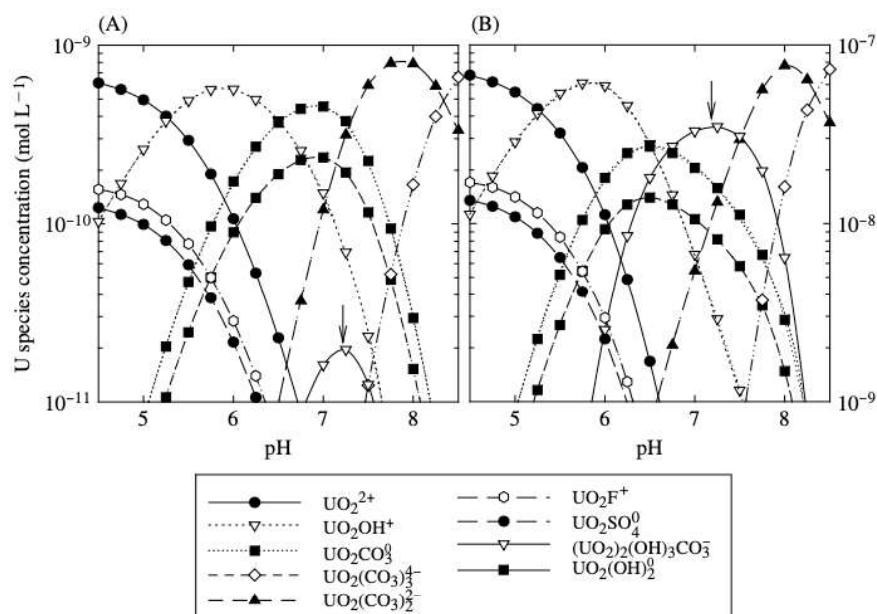 (A)
(B)
U species concentration (mol L⁻¹)
10⁻⁹
10⁻¹⁰
10⁻¹¹
10⁻⁷
10⁻⁸
10⁻⁹
5 6 7 8
5 6 7 8
pH
pH
UO₂²⁺
UO₂OH⁺
UO₂CO₃⁰
UO₂(CO₃)₃⁴⁻
UO₂(CO₃)₂²⁻
UO₂F⁺
UO₂SO₄⁰
(UO₂)₂(OH)₃CO₃⁻
UO₂(OH)₂⁰